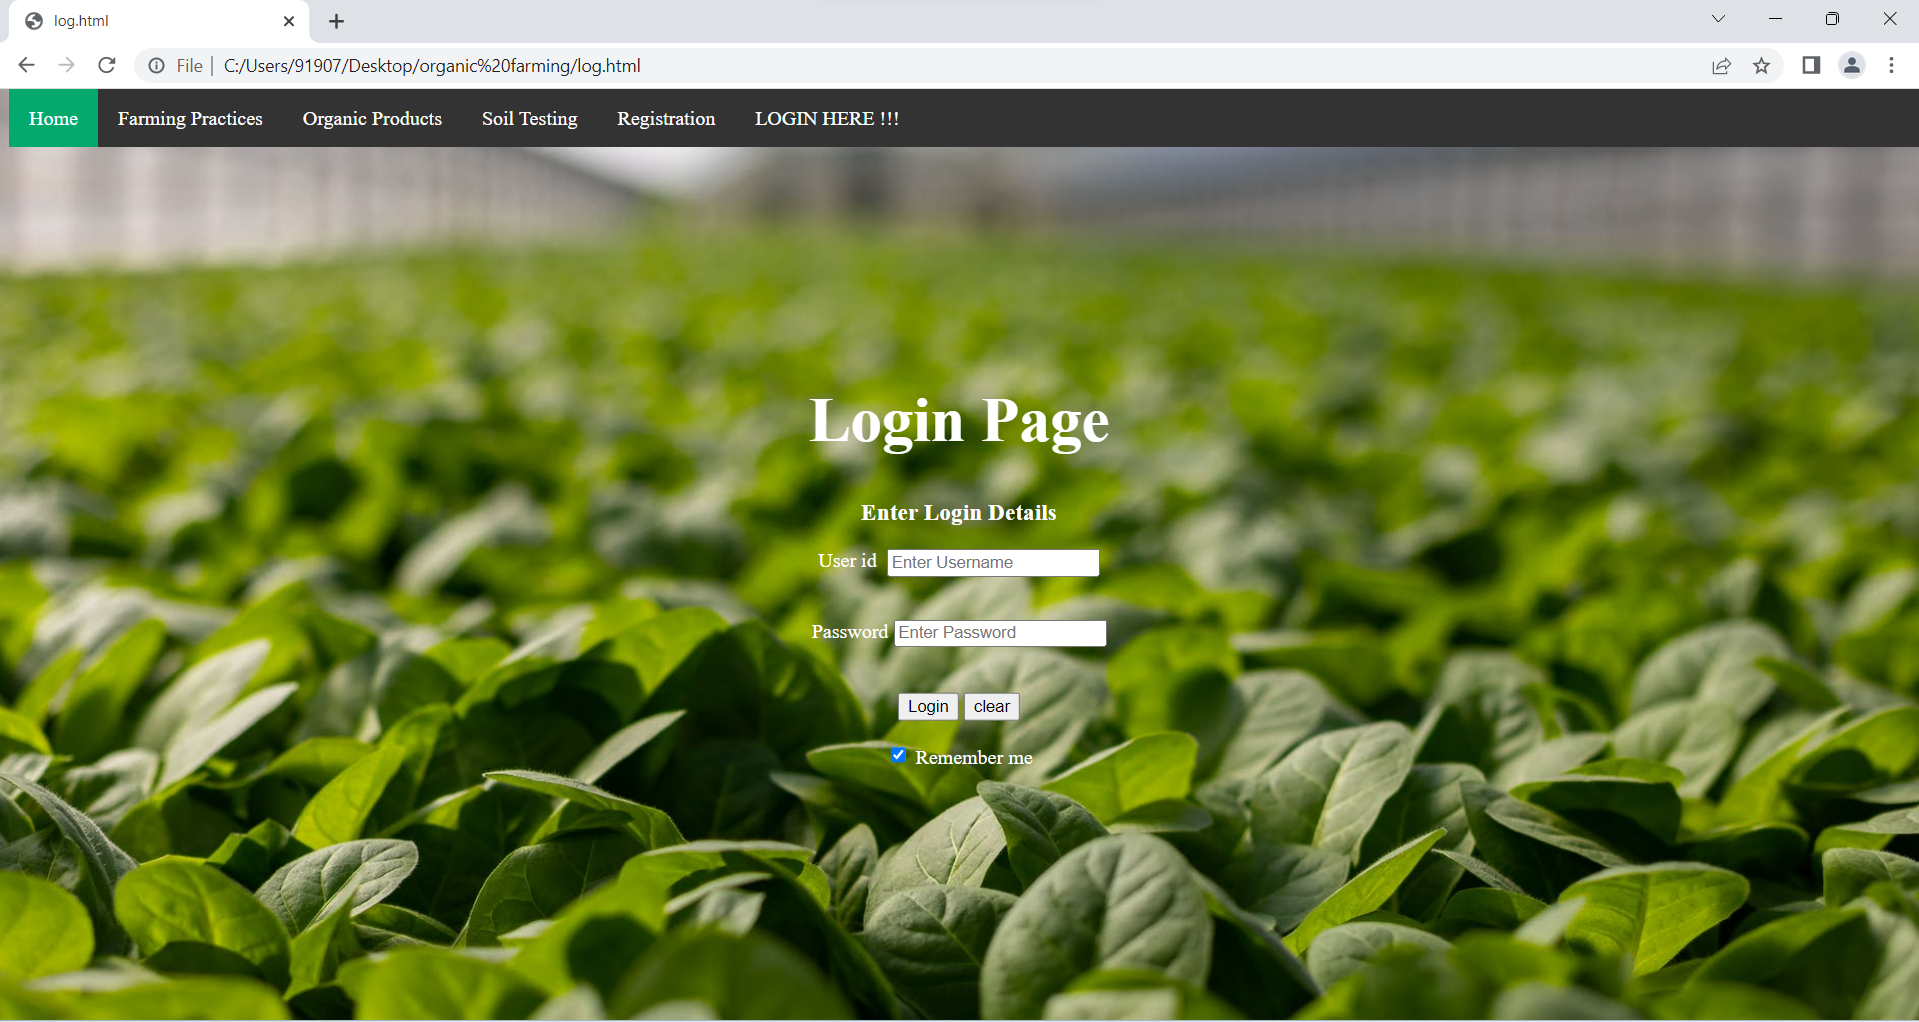 log.html
File C:/Users/91907/Desktop/organic%20farming/log.html
Home Farming Practices Organic Products Soil Testing Registration LOGIN HERE !!!
Login Page
Enter Login Details
User id Enter Username
Password Enter Password
Login clear
Remember me